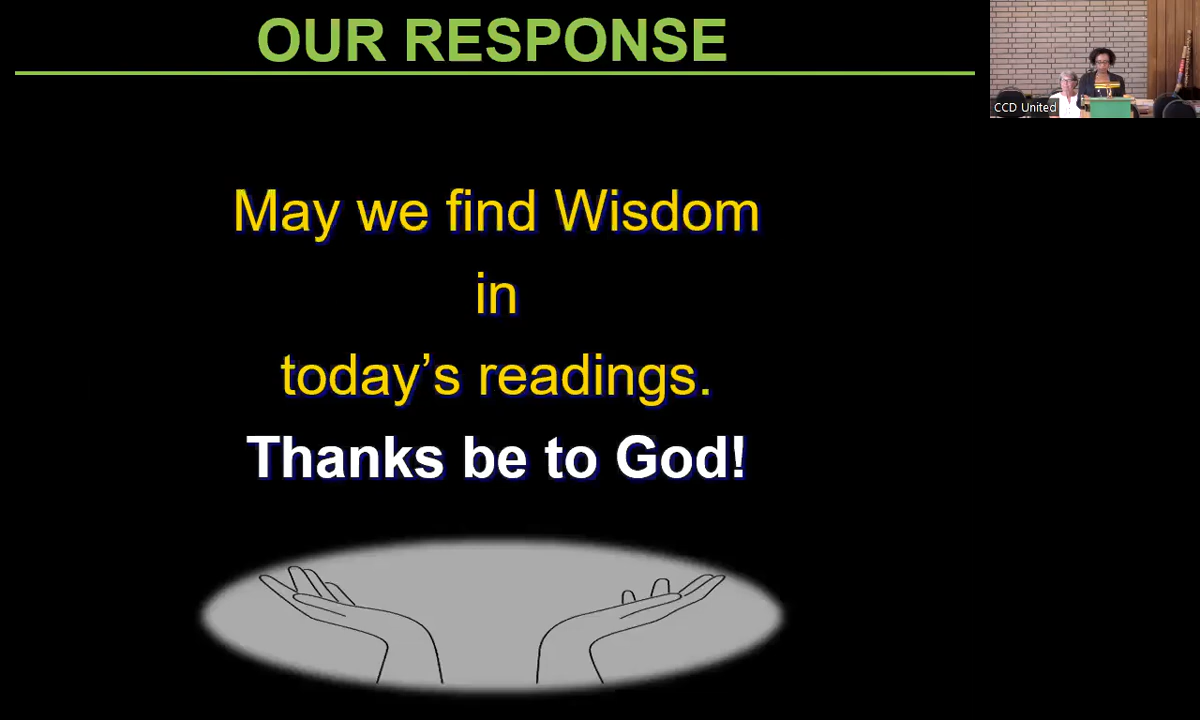 OUR RESPONSE
CCD United
May we find Wisdom
in
today’s readings.
Thanks be to God!